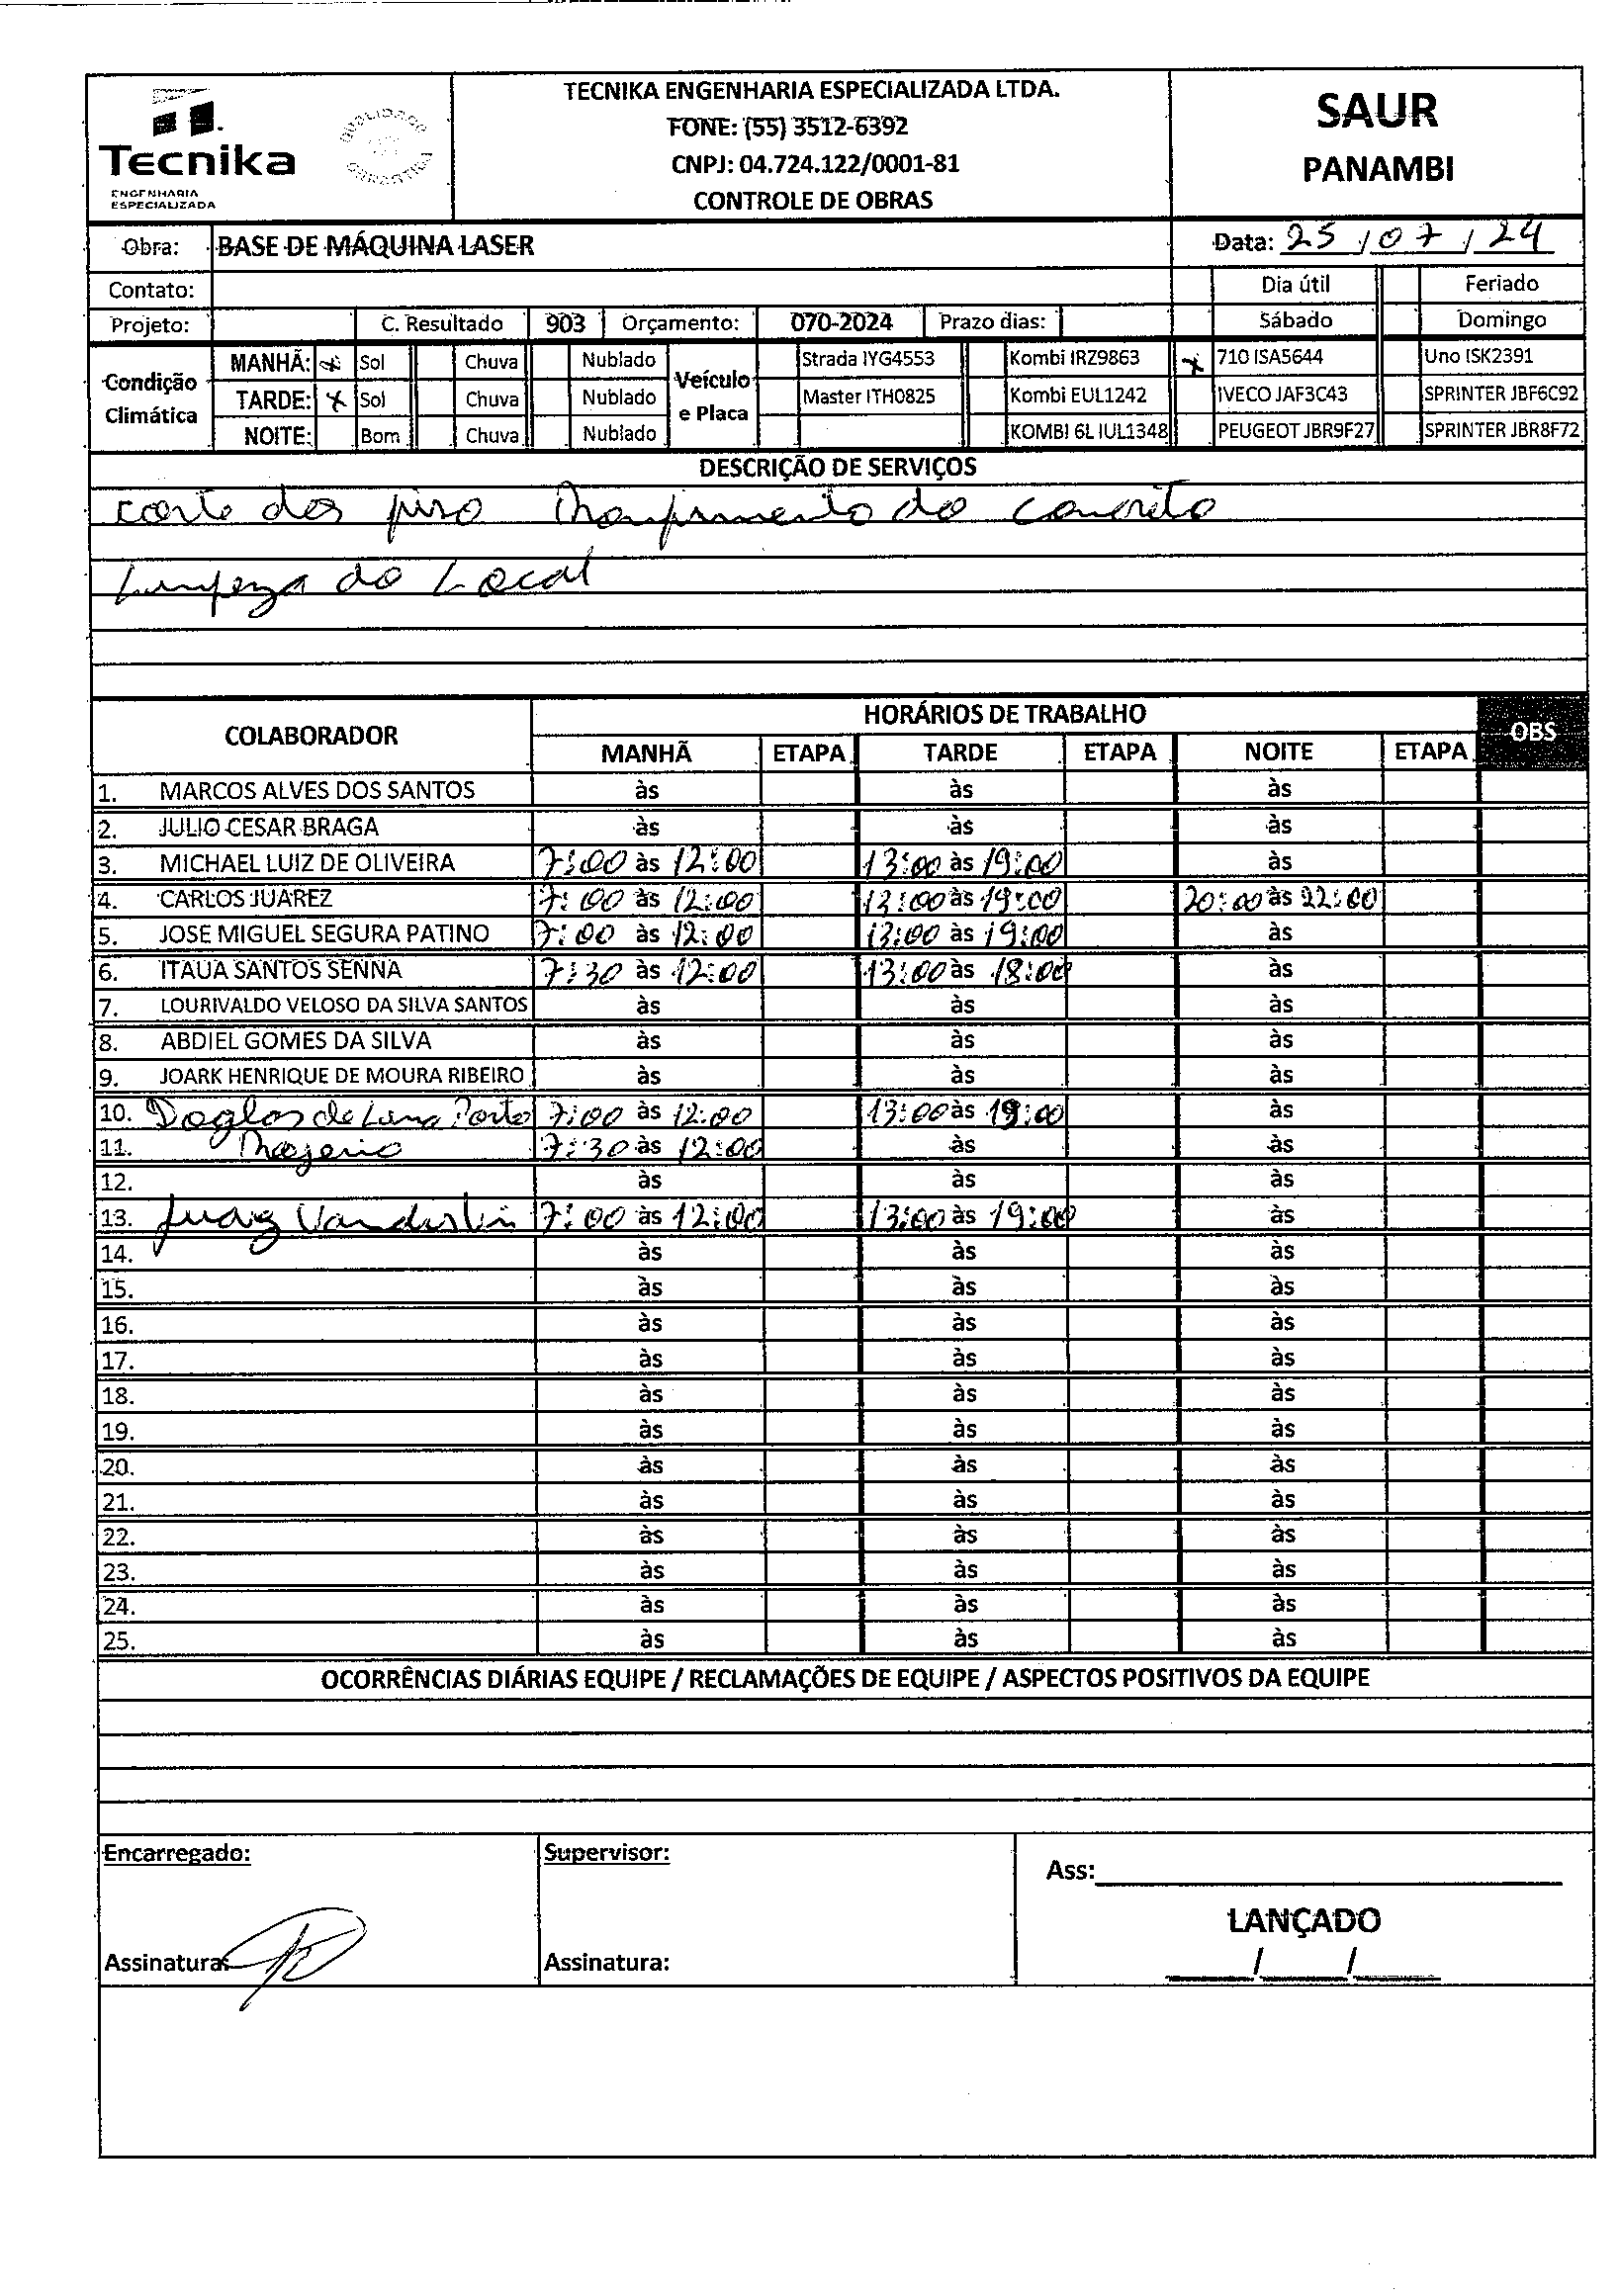 Tecnika
ENGENHARIA
ESPECIALIZADA
QUALIDADE
GARANTIDA
TECNIKA ENGENHARIA ESPECIALIZADA LTDA.
FONE: (55) 3512-6392
CNPJ: 04.724.122/0001-81
CONTROLE DE OBRAS
SAUR
PANAMBI
Obra: BASE DE MÁQUINA LASER
Data: 25/07/24
Contato:
Dia útil Feriado
Projeto: C. Resultado 903 Orçamento: 070-2024 Prazo dias:
Sábado Domingo
Condição Climática
MANHÃ: x Sol Chuva Nublado
TARDE: x Sol Chuva Nublado
NOITE: Bom Chuva Nublado
Veículo e Placa
Strada IYG4553 Kombi IRZ9863 x 710 ISA5644 Uno ISK2391
Master ITH0825 Kombi EUL1242 IVECO JAF3C43 SPRINTER JBF6C92
KOMBI 6L IUL1348 PEUGEOT JBR9F27 SPRINTER JBR8F72
DESCRIÇÃO DE SERVIÇOS
corte dos piso Rompimento do concreto
Limpeza do Local
COLABORADOR HORÁRIOS DE TRABALHO OBS
MANHÃ ETAPA TARDE ETAPA NOITE ETAPA
1. MARCOS ALVES DOS SANTOS às às às
2. JULIO CESAR BRAGA às às às
3. MICHAEL LUIZ DE OLIVEIRA 7:00 às 12:00 13:00 às 19:00 às
4. CARLOS JUAREZ 7:00 às 12:00 13:00 às 19:00 20:00 às 22:00
5. JOSE MIGUEL SEGURA PATINO 7:00 às 12:00 13:00 às 19:00 às
6. ITAUA SANTOS SENNA 7:30 às 12:00 13:00 às 18:00 às
7. LOURIVALDO VELOSO DA SILVA SANTOS às às às
8. ABDIEL GOMES DA SILVA às às às
9. JOARK HENRIQUE DE MOURA RIBEIRO às às às
10. Doglas de Lima Porto 7:00 às 12:00 13:00 às 19:00 às
11. Rogerio 7:30 às 12:00 às às
12. às às às
13. Vanderlei 7:00 às 12:00 13:00 às 19:00 às
14. às às às
15. às às às
16. às às às
17. às às às
18. às às às
19. às às às
20. às às às
21. às às às
22. às às às
23. às às às
24. às às às
25. às às às
OCORRÊNCIAS DIÁRIAS EQUIPE / RECLAMAÇÕES DE EQUIPE / ASPECTOS POSITIVOS DA EQUIPE
Encarregado: Supervisor:
Ass:
LANÇADO
Assinatura: Assinatura:
/ /